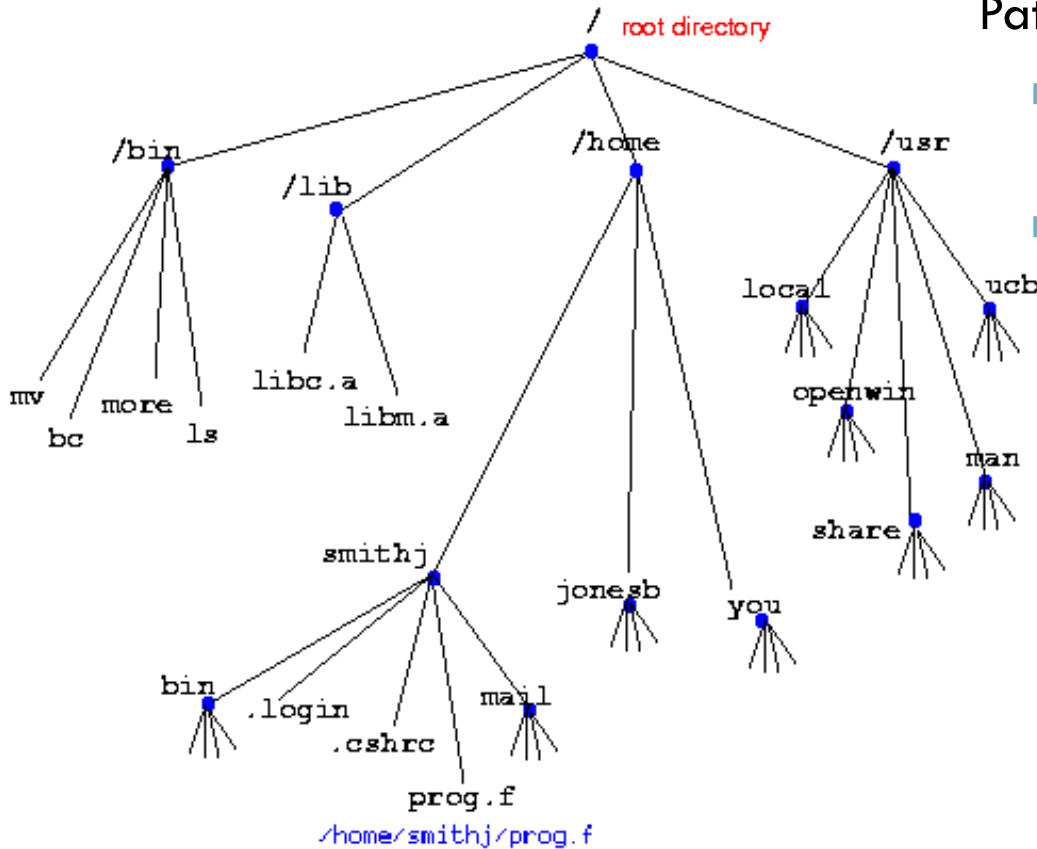 / root directory
Pat
/bin
/lib
/home
/usr
mv
bc
more
ls
libc.a
libm.a
local
ucb
openwin
man
share
smithj
jonesb
you
bin
.login
.cshrc
mail
prog.f
/home/smithj/prog.f